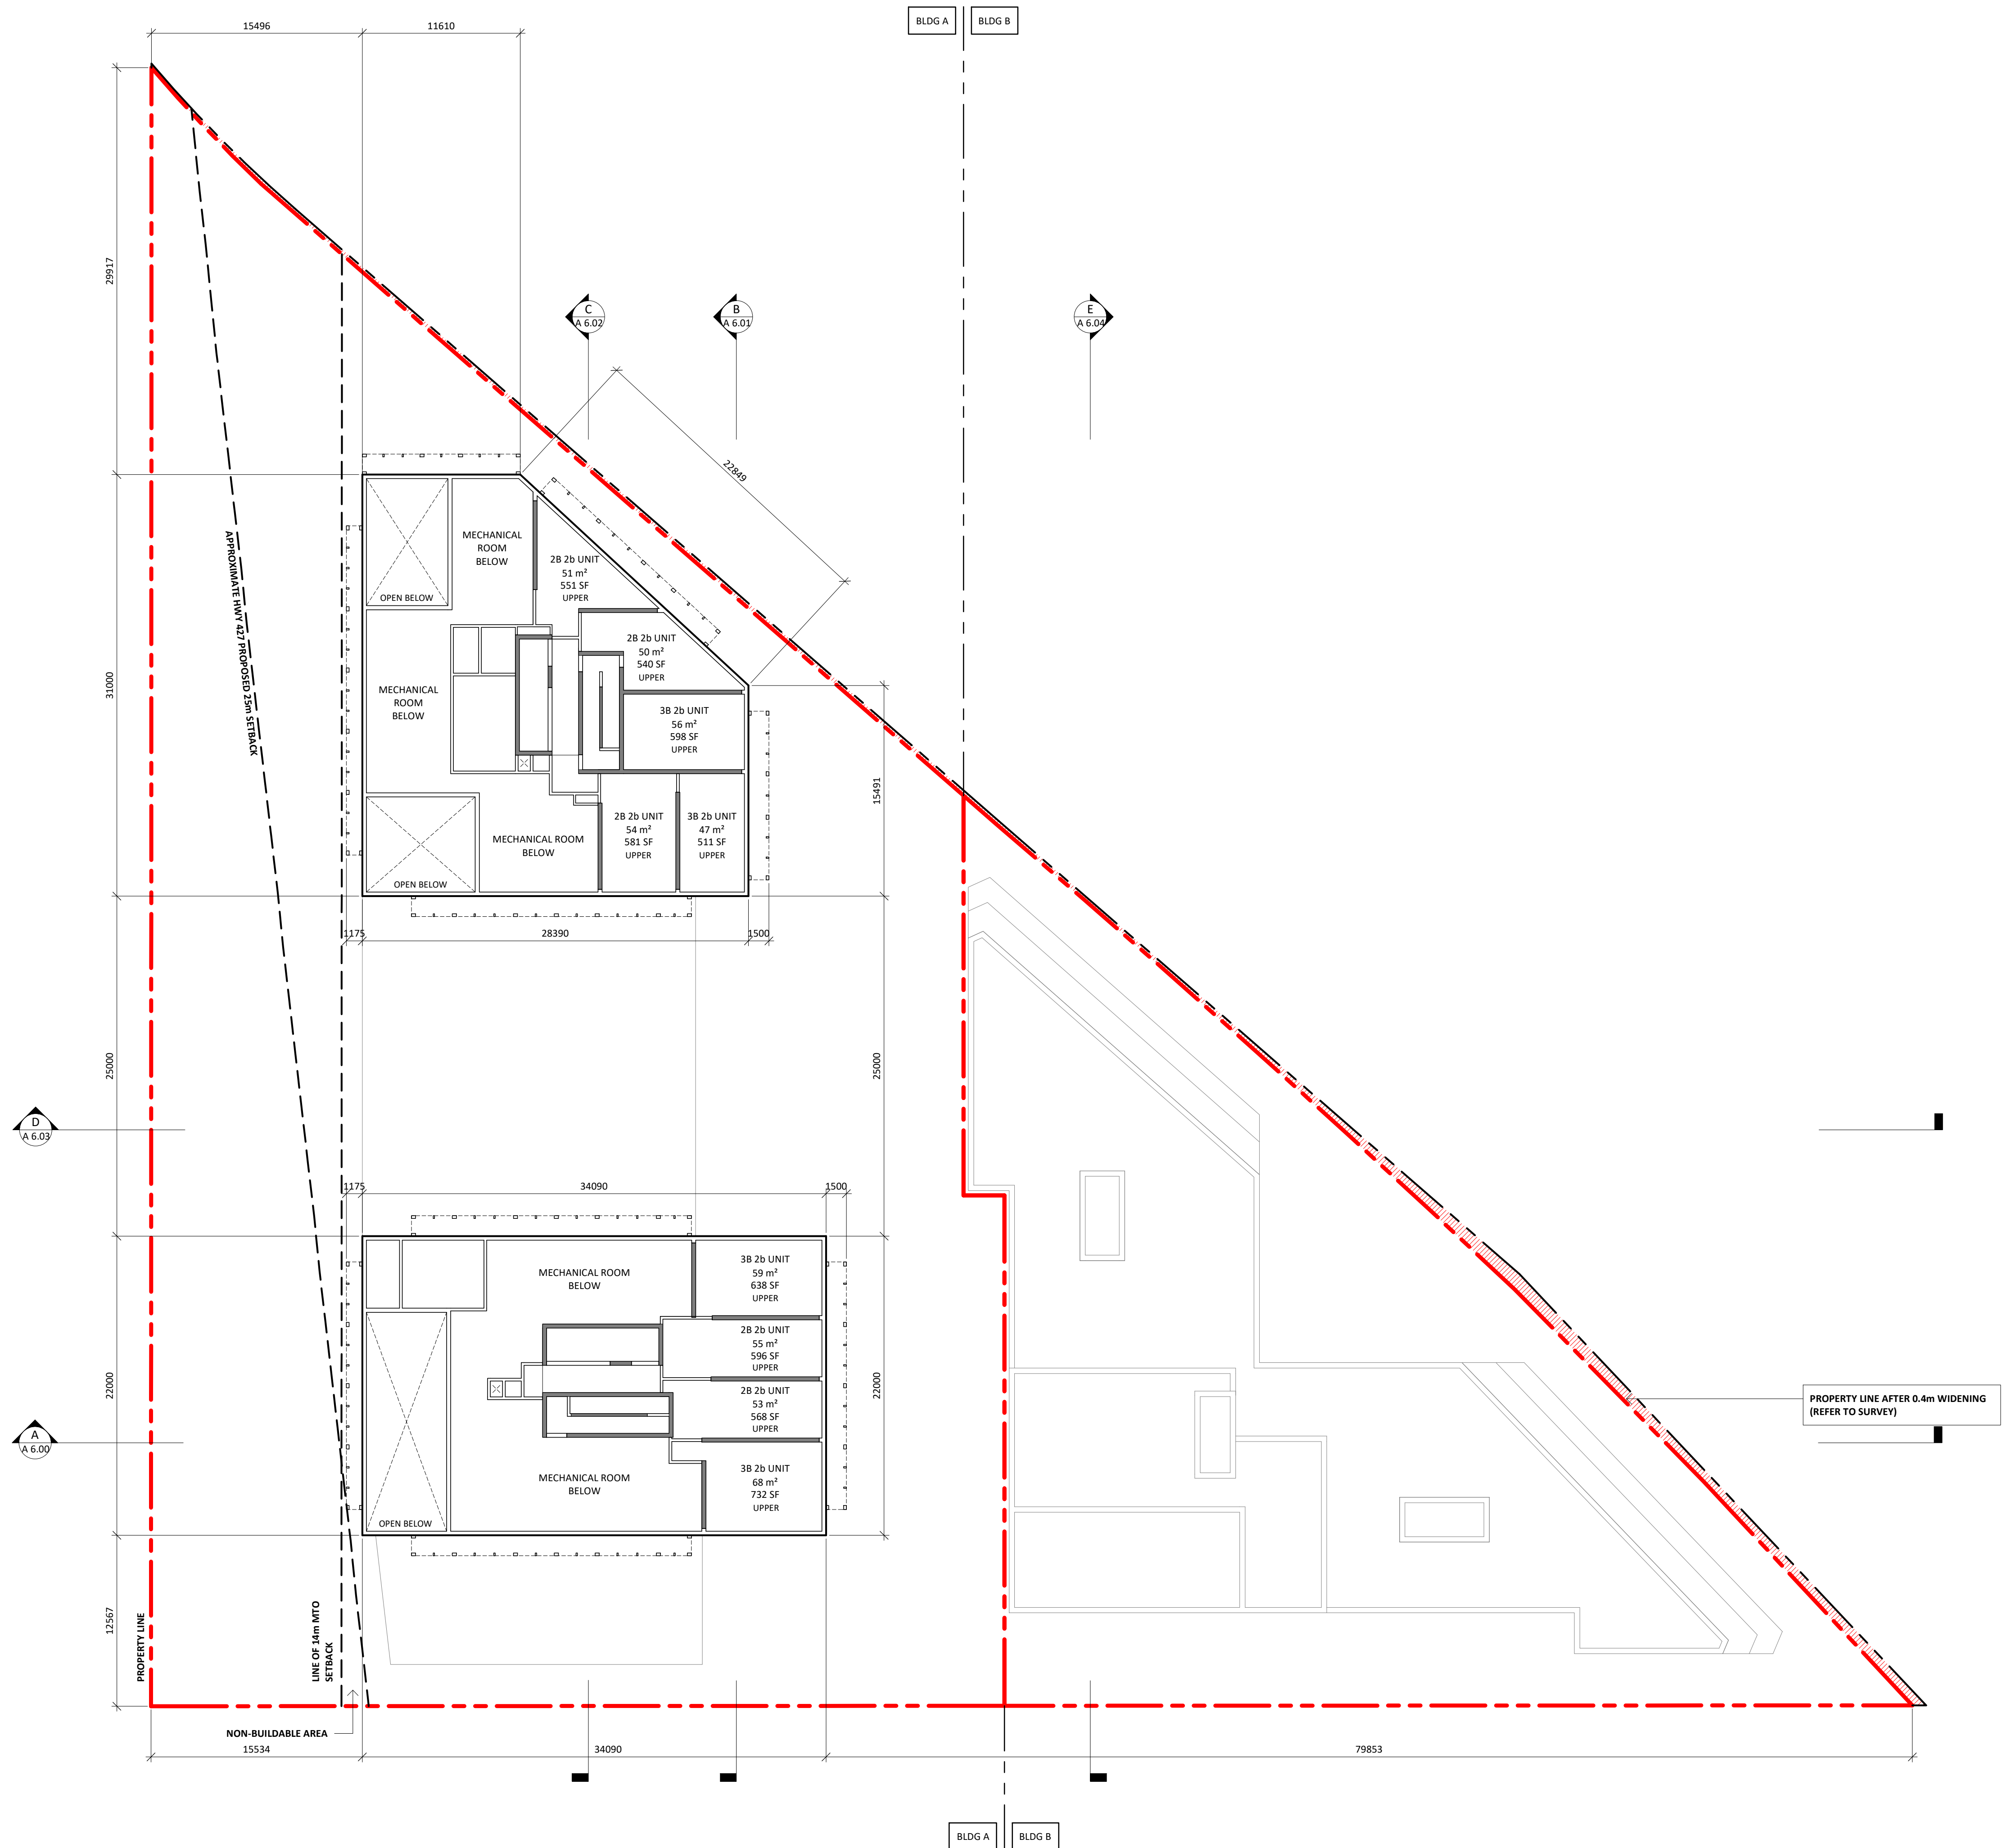 BLDG A
BLDG B
15496
11610
29917
C
A 6.02
B
A 6.01
E
A 6.04
22849
APPROXIMATE HWY 427 PROPOSED 25m SETBACK
MECHANICAL
ROOM
BELOW
2B 2b UNIT
51 m²
551 SF
UPPER
OPEN BELOW
2B 2b UNIT
50 m²
540 SF
UPPER
31000
MECHANICAL
ROOM
BELOW
3B 2b UNIT
56 m²
598 SF
UPPER
15491
MECHANICAL ROOM
BELOW
2B 2b UNIT
54 m²
581 SF
UPPER
3B 2b UNIT
47 m²
511 SF
UPPER
OPEN BELOW
1175
28390
1500
25000
25000
D
A 6.03
1175
34090
1500
MECHANICAL ROOM
BELOW
3B 2b UNIT
59 m²
638 SF
UPPER
2B 2b UNIT
55 m²
596 SF
UPPER
22000
22000
2B 2b UNIT
53 m²
568 SF
UPPER
PROPERTY LINE AFTER 0.4m WIDENING
(REFER TO SURVEY)
A
A 6.00
MECHANICAL ROOM
BELOW
3B 2b UNIT
68 m²
732 SF
UPPER
OPEN BELOW
12567
PROPERTY LINE
LINE OF 14m MTO
SETBACK
NON-BUILDABLE AREA
15534
34090
79853
BLDG A
BLDG B